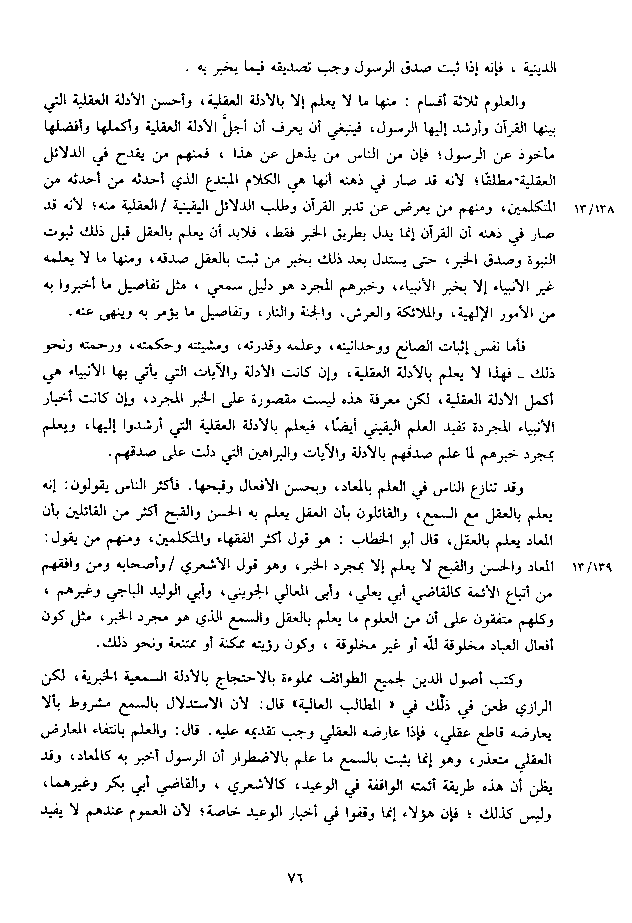 الدينية ، فإنه إذا ثبت صدق الرسول وجب تصديقه فيما يخبر به .
والعلوم ثلاثة أقسام : منها ما لا يعلم إلا بالأدلة العقلية، وأحسن الأدلة العقلية التي
بينها القرآن وأرشد إليها الرسول، فينبغي أن يعرف أن أجلَّ الأدلة العقلية وأكملها وأفضلها
مأخوذ عن الرسول؛ فإن من الناس من يذهل عن هذا ، فمنهم من يقدح في الدلائل
العقلية مطلقًا؛ لأنه قد صار في ذهنه أنها هي الكلام المبتدع الذي أحدثه من أحدثه من
المتكلمين، ومنهم من يعرض عن تدبر القرآن وطلب الدلائل اليقينية /العقلية منه؛ لأنه قد ١٣/١٣٨
صار في ذهنه أن القرآن إنما يدل بطريق الخبر فقط، فلابد أن يعلم بالعقل قبل ذلك ثبوت
النبوة وصدق الخبر، حتى يستدل بعد ذلك بخبر من ثبت بالعقل صدقه، ومنها ما لا يعلمه
غير الأنبياء إلا بخبر الأنبياء، وخبرهم المجرد هو دليل سمعي ، مثل تفاصيل ما أخبروا به
من الأمور الإلهية، والملائكة والعرش، والجنة والنار، وتفاصيل ما يؤمر به وينهى عنه.
فأما نفس إثبات الصانع ووحدانيته، وعلمه وقدرته، ومشيئته وحكمته، ورحمته ونحو
ذلك ـ فهذا لا يعلم بالأدلة العقلية، وإن كانت الأدلة والآيات التي يأتي بها الأنبياء هي
أكمل الأدلة العقلية، لكن معرفة هذه ليست مقصورة على الخبر المجرد، وإن كانت أخبار
الأنبياء المجردة تفيد العلم اليقيني أيضًا، فيعلم بالأدلة العقلية التي أرشدوا إليها، ويعلم
بمجرد خبرهم لما علم صدقهم بالأدلة والآيات والبراهين التي دلت على صدقهم.
وقد تنازع الناس في العلم بالمعاد، وبحسن الأفعال وقبحها. فأكثر الناس يقولون: إنه
يعلم بالعقل مع السمع، والقائلون بأن العقل يعلم به الحسن والقبح أكثر من القائلين بأن
المعاد يعلم بالعقل، قال أبو الخطاب : هو قول أكثر الفقهاء والمتكلمين، ومنهم من يقول:
المعاد والحسن والقبح لا يعلم إلا بمجرد الخبر، وهو قول الأشعري /وأصحابه ومن وافقهم ١٣/١٣٩
من أتباع الأئمة كالقاضي أبي يعلي، وأبى المعالي الجويني، وأبي الوليد الباجي وغيرهم ،
وكلهم متفقون على أن من العلوم ما يعلم بالعقل والسمع الذي هو مجرد الخبر، مثل كون
أفعال العباد مخلوقة لله أو غير مخلوقة ، وكون رؤيته ممكنة أو ممتنعة ونحو ذلك.
وكتب أصول الدين لجميع الطوائف مملوءة بالاحتجاج بالأدلة السمعية الخبرية، لكن
الرازي طعن في ذلك في « المطالب العالية» قال: لأن الاستدلال بالسمع مشروط بألا
يعارضه قاطع عقلي، فإذا عارضه العقلي وجب تقديمه عليه. قال: والعلم بانتفاء المعارض
العقلي متعذر، وهو إنما يثبت بالسمع ما علم بالاضطرار أن الرسول أخبر به كالمعاد، وقد
يظن أن هذه طريقة أئمته الواقفة في الوعيد، كالأشعري ، والقاضي أبي بكر وغيرهما،
وليس كذلك ؛ فإن هؤلاء إنما وقفوا في أخبار الوعيد خاصة؛ لأن العموم عندهم لا يفيد
٧٦